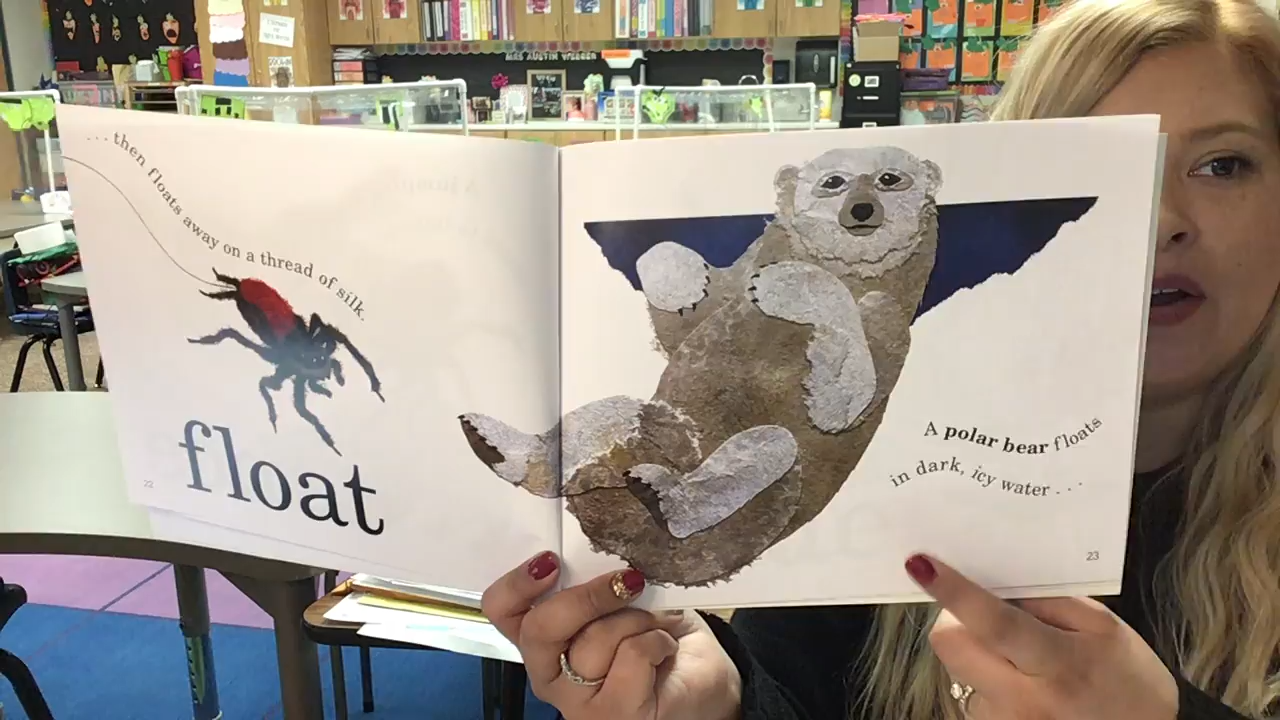 ...then floats away on a thread of silk.
float
22
A polar bear floats
in dark, icy water...
23